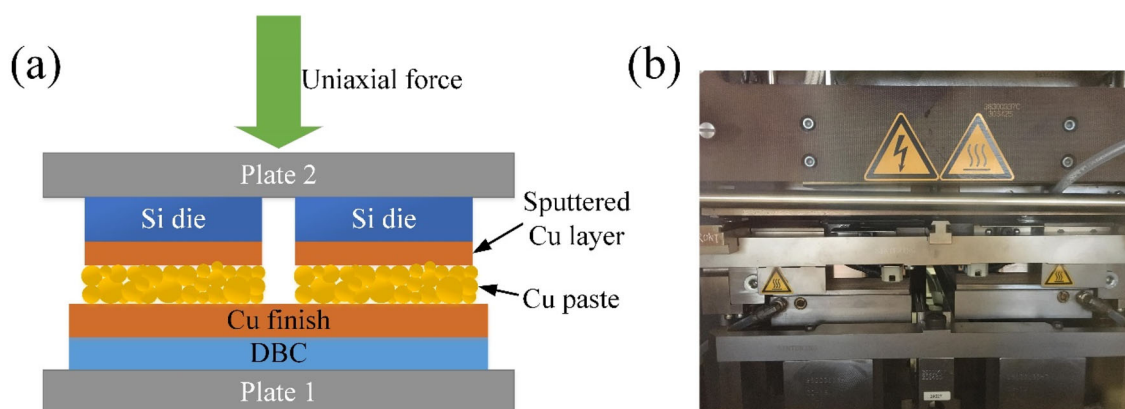 (a)
Uniaxial force
Plate 2
Si die
Si die
Sputtered
Cu layer
Cu paste
Cu finish
DBC
Plate 1
(b)